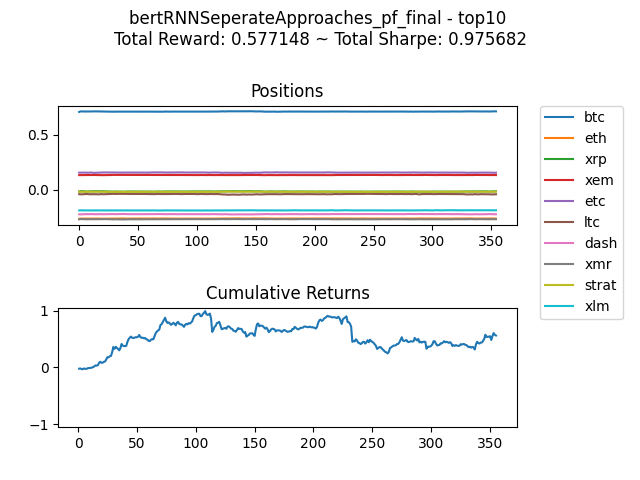 bertRNNSeperateApproaches_pf_final - top10
Total Reward: 0.577148 ~ Total Sharpe: 0.975682
Positions
0.5
0.0
0 50 100 150 200 250 300 350
btc
eth
xrp
xem
etc
ltc
dash
xmr
strat
xlm
Cumulative Returns
1
0
−1
0 50 100 150 200 250 300 350